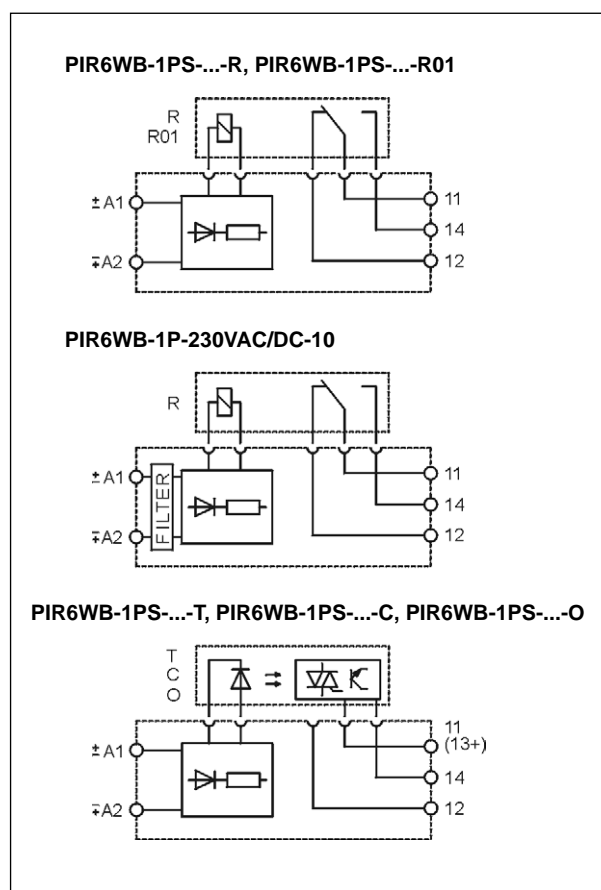 PIR6WB-1PS-...-R, PIR6WB-1PS-...-R01
R
R01
± A1
11
14
∓ A2
12
PIR6WB-1P-230VAC/DC-10
R
± A1
FILTER
11
14
∓ A2
12
PIR6WB-1PS-...-T, PIR6WB-1PS-...-C, PIR6WB-1PS-...-O
T
C
O
11
(13+)
± A1
14
∓ A2
12